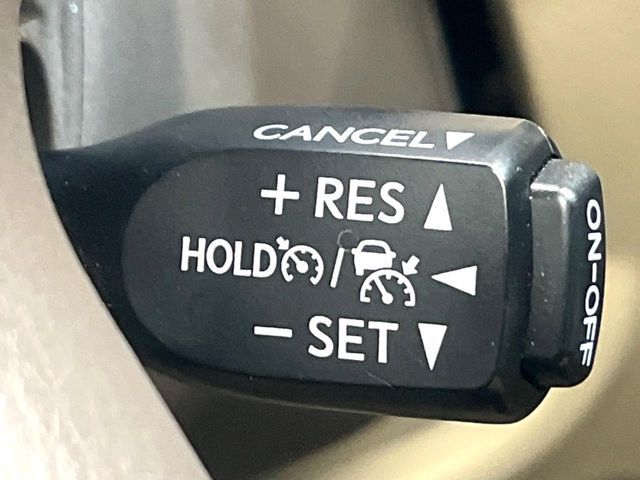 CANCEL▼
+ RES ▲
HOLD / ◀
− SET ▼
ON-OFF